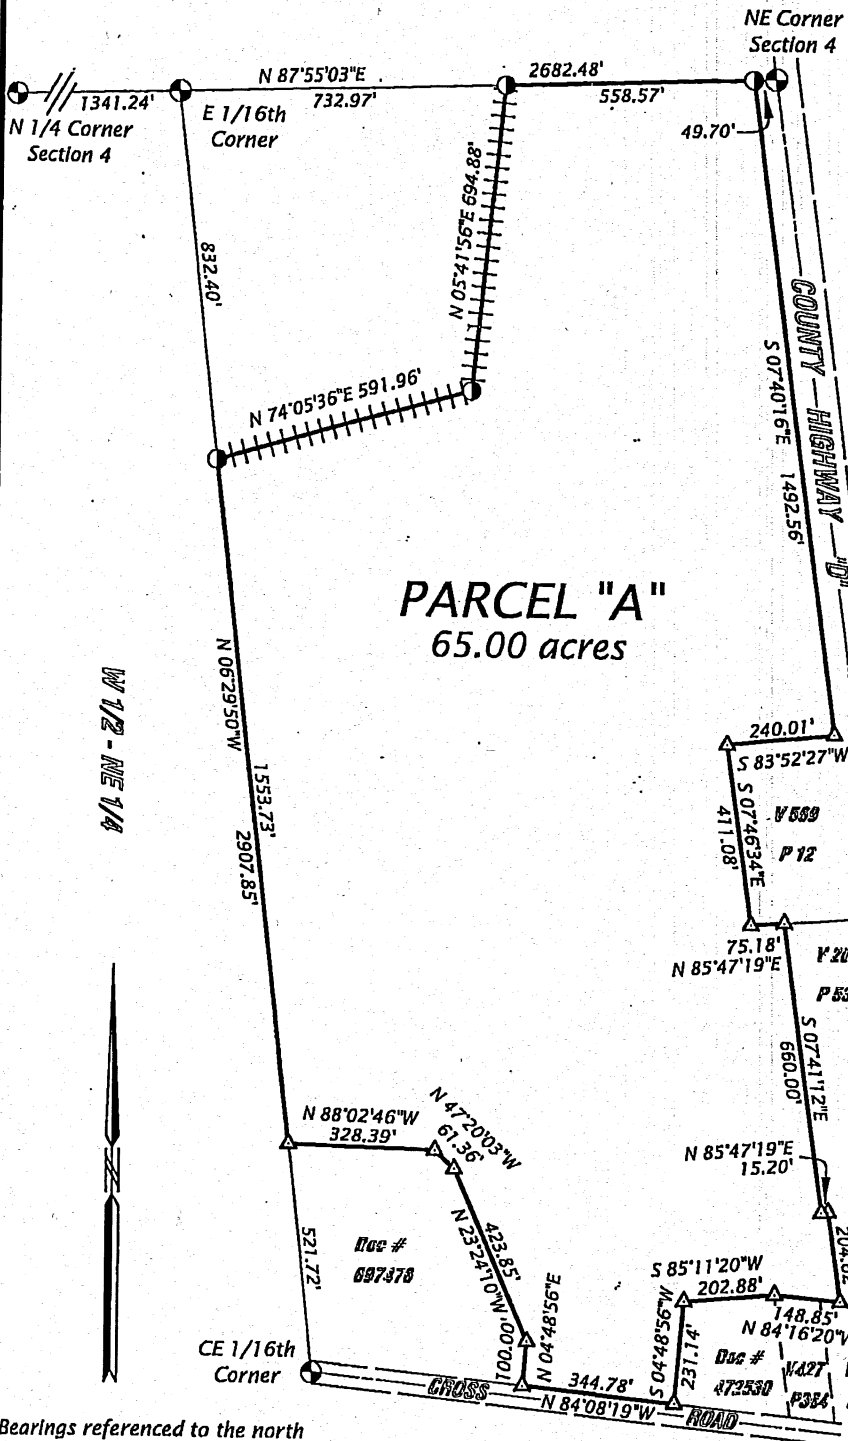 NE Corner
Section 4
N 87°55'03"E
2682.48'
1341.24'
732.97'
558.57'
49.70'
N 1/4 Corner
Section 4
E 1/16th
Corner
832.40'
N 05°41'56"E 694.88'
N 74°05'36"E 591.96'
COUNTY HIGHWAY "D"
S 07°40'16"E 1492.56'
PARCEL "A"
65.00 acres
W 1/2 - NE 1/4
N 06°29'50"W
1553.73'
2907.85'
240.01'
S 83°52'27"W
S 07°46'34"E
411.08'
V 569
P 12
75.18'
N 85°47'19"E
S 07°41'12"E
660.00'
N 85°47'19"E
15.20'
N 88°02'46"W
328.39'
N 47°20'03"W
61.36'
423.85'
N 23°24'10"W
521.72'
Doc #
697378
S 85°11'20"W
202.88'
148.85'
N 84°16'20"W
N 04°48'56"E
100.00'
S 04°48'56"W
231.14'
Doc #
472530
V427
P354
CE 1/16th
Corner
344.78'
N 84°08'19"W
CROSS ROAD
Bearings referenced to the north